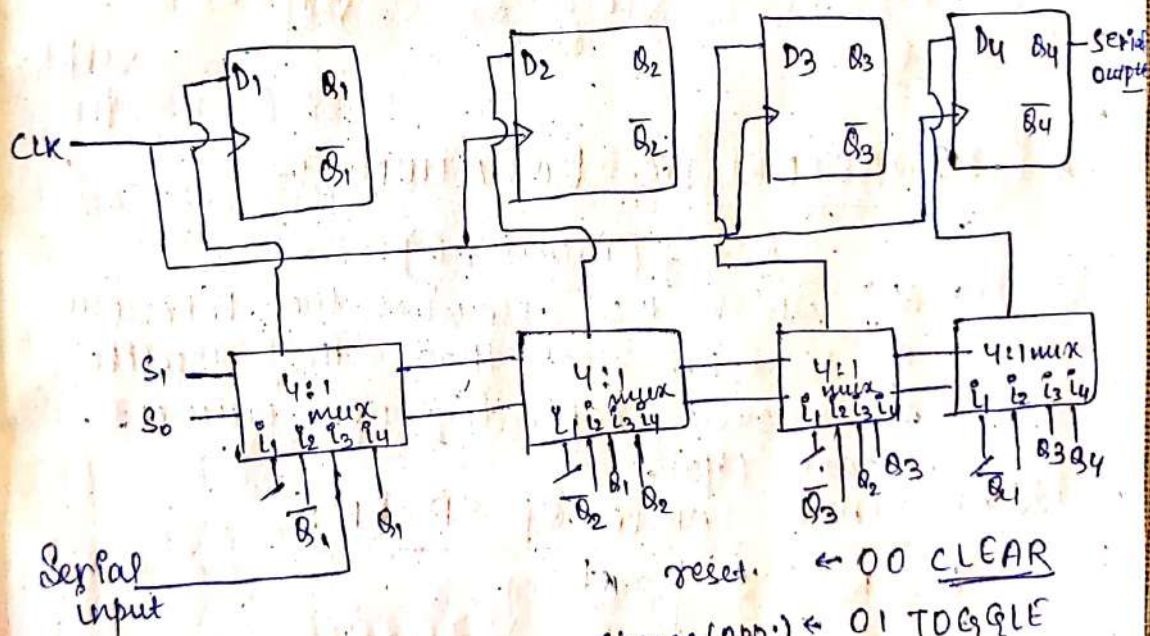 D1 Q1
Q̅1
D2 Q2
Q̅2
D3 Q3
Q̅3
D4 Q4
Q̅4
Serial
CLK
S1
S0
4:1
mux
i1 i2 i3 i4
Q1
4:1
mux
i1 i2 i3 i4
Q̅2 Q1 Q2
4:1
mux
i1 i2 i3 i4
Q̅3 Q2 Q3
4:1 mux
i1 i2 i3 i4
Q3 Q4
Serial
input
reset. ← 00 CLEAR
← 01 TOGGLE